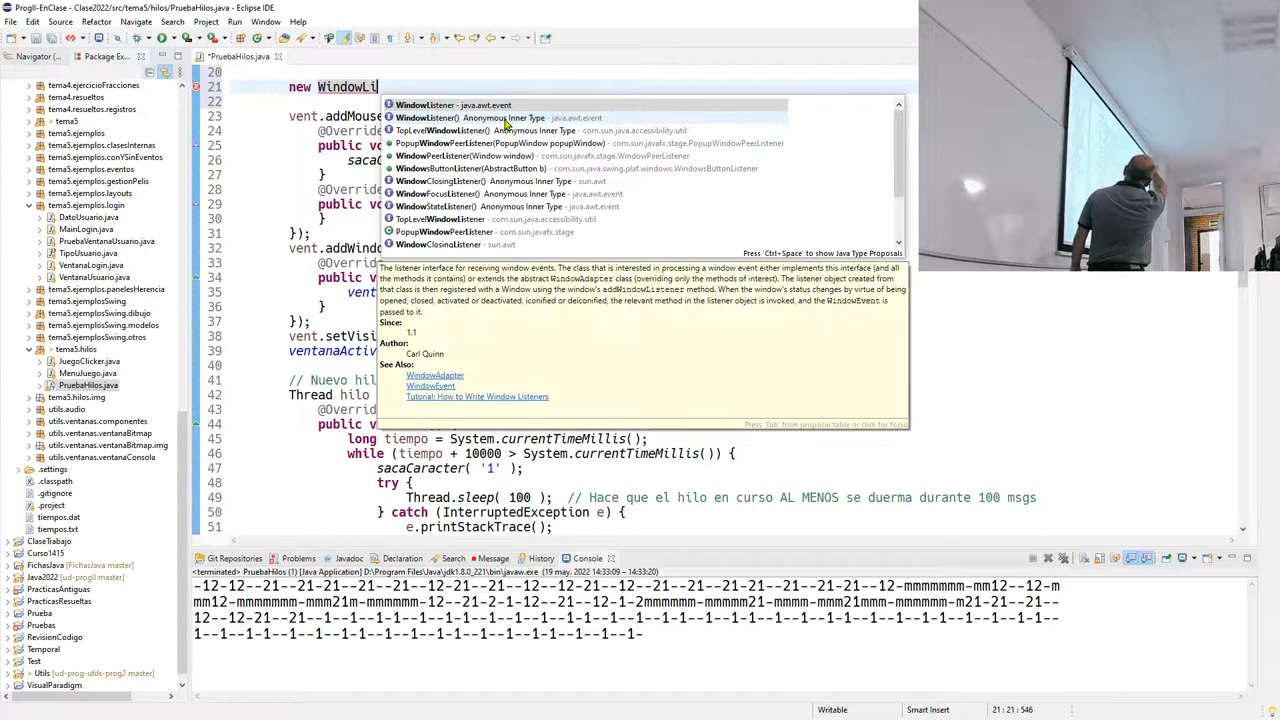 ProgII-EnClase - Clase2022/src/tema5/hilos/PruebaHilos.java - Eclipse IDE
File Edit Source Refactor Navigate Search Project Run Window Help
Navigator (... Package Exp...
*PruebaHilos.java
tema4.ejercicioFraciones
tema4.resueltos
tema4.resueltos.registros
tema5
tema5.ejemplos
tema5.ejemplos.clasesInternas
tema5.ejemplos.conYSinEventos
tema5.ejemplos.eventos
tema5.ejemplos.gestionPelis
tema5.ejemplos.layouts
tema5.ejemplos.login
DatoUsuario.java
MainLogin.java
PruebaVentanaUsuario.java
TipoUsuario.java
VentanaLogin.java
VentanaUsuario.java
tema5.ejemplos.panelesHerencia
tema5.ejemplosSwing
tema5.ejemplosSwing.dibujo
tema5.ejemplosSwing.modelos
tema5.ejemplosSwing.otros
tema5.hilos
JuegoClicker.java
MenuJuego.java
PruebaHilos.java
tema5.hilos.img
utils.audio
utils.ventanas.componentes
utils.ventanas.ventanaBitmap
utils.ventanas.ventanaBitmap.img
utils.ventanas.ventanaConsola
.settings
.classpath
.gitignore
.project
tiempos.dat
tiempos.txt
ClaseTrabajo
Curso1415
FichasJava (FichasJava master)
Java2022 (ud-progII master)
PracticasAntiguas
PracticasResueltas
Prueba
Pruebas
RevisionCodigo
Temporal
Test
Utils (ud-prog-utils-prog2 master)
VisualParadigm
20
21 new WindowLi
22
23 vent.addMouse
24 @Override
25 public vo
26 sacaC
27 }
28 @Override
29 public vo
30 }
31 });
32 vent.addWindo
33 @Override
34 public vo
35 vent
36 }
37 });
38 vent.setVisi
39 ventanaActiv
40
41 // Nuevo hil
42 Thread hilo
43 @Overrid
44 public v
45 long tiempo = System.currentTimeMillis();
46 while (tiempo + 10000 > System.currentTimeMillis()) {
47 sacaCaracter( '1' );
48 try {
49 Thread.sleep( 100 ); // Hace que el hilo en curso AL MENOS se duerma durante 100 msgs
50 } catch (InterruptedException e) {
51 e.printStackTrace();
WindowListener - java.awt.event
WindowListener() Anonymous Inner Type - java.awt.event
TopLevelWindowListener() Anonymous Inner Type - com.sun.java.accessibility.util
PopupWindowPeerListener(PopupWindow popupWindow) - com.sun.javafx.stage.PopupWindowPeerListener
WindowPeerListener(Window window) - com.sun.javafx.stage.WindowPeerListener
WindowsButtonListener(AbstractButton b) - com.sun.java.swing.plaf.windows.WindowsButtonListener
WindowClosingListener() Anonymous Inner Type - sun.awt
WindowFocusListener() Anonymous Inner Type - java.awt.event
WindowStateListener() Anonymous Inner Type - java.awt.event
TopLevelWindowListener - com.sun.java.accessibility.util
PopupWindowPeerListener - com.sun.javafx.stage
WindowClosingListener - sun.awt
Press 'Ctrl+Space' to show Java Type Proposals
The listener interface for receiving window events. The class that is interested in processing a window event either implements this interface (and all
the methods it contains) or extends the abstract WindowAdapter class (overriding only the methods of interest). The listener object created from
that class is then registered with a Window using the window's addWindowListener method. When the window's status changes by virtue of being
opened, closed, activated or deactivated, iconified or deiconified, the relevant method in the listener object is invoked, and the WindowEvent is
passed to it.
Since:
1.1
Author:
Carl Quinn
See Also:
WindowAdapter
WindowEvent
Tutorial: How to Write Window Listeners
Press 'Tab' from proposal table or click for focus
Git Repositories Problems Javadoc Declaration Search Message History Console
<terminated> PruebaHilos (1) [Java Application] D:\Program Files\Java\jdk1.8.0_221\bin\javaw.exe (19 may. 2022 14:33:09 – 14:33:20)
-12-12--21--21-21-21--21--21--12-21--21--12--21--21--21--21--21--21--12-mmmmmmm-mm12--12-m
mm12-mmmmmmm-mmm21m-mmmmmm-12--21-2-1-12--21--12--1-2mmmmmm-mmmmm21-mmmm-mmm21mmm-mmmmmm-m21-21--21--
12--12-21--21--1--1--1-1--1--1--1--1--1--1--1--1--1--1--1--1--1--1--1--1--1--1--1--1--1--1-1--
1--1--1-1--1--1--1--1--1--1--1--1--1--1--1--1-
Writable Smart Insert 21 : 21 : 546